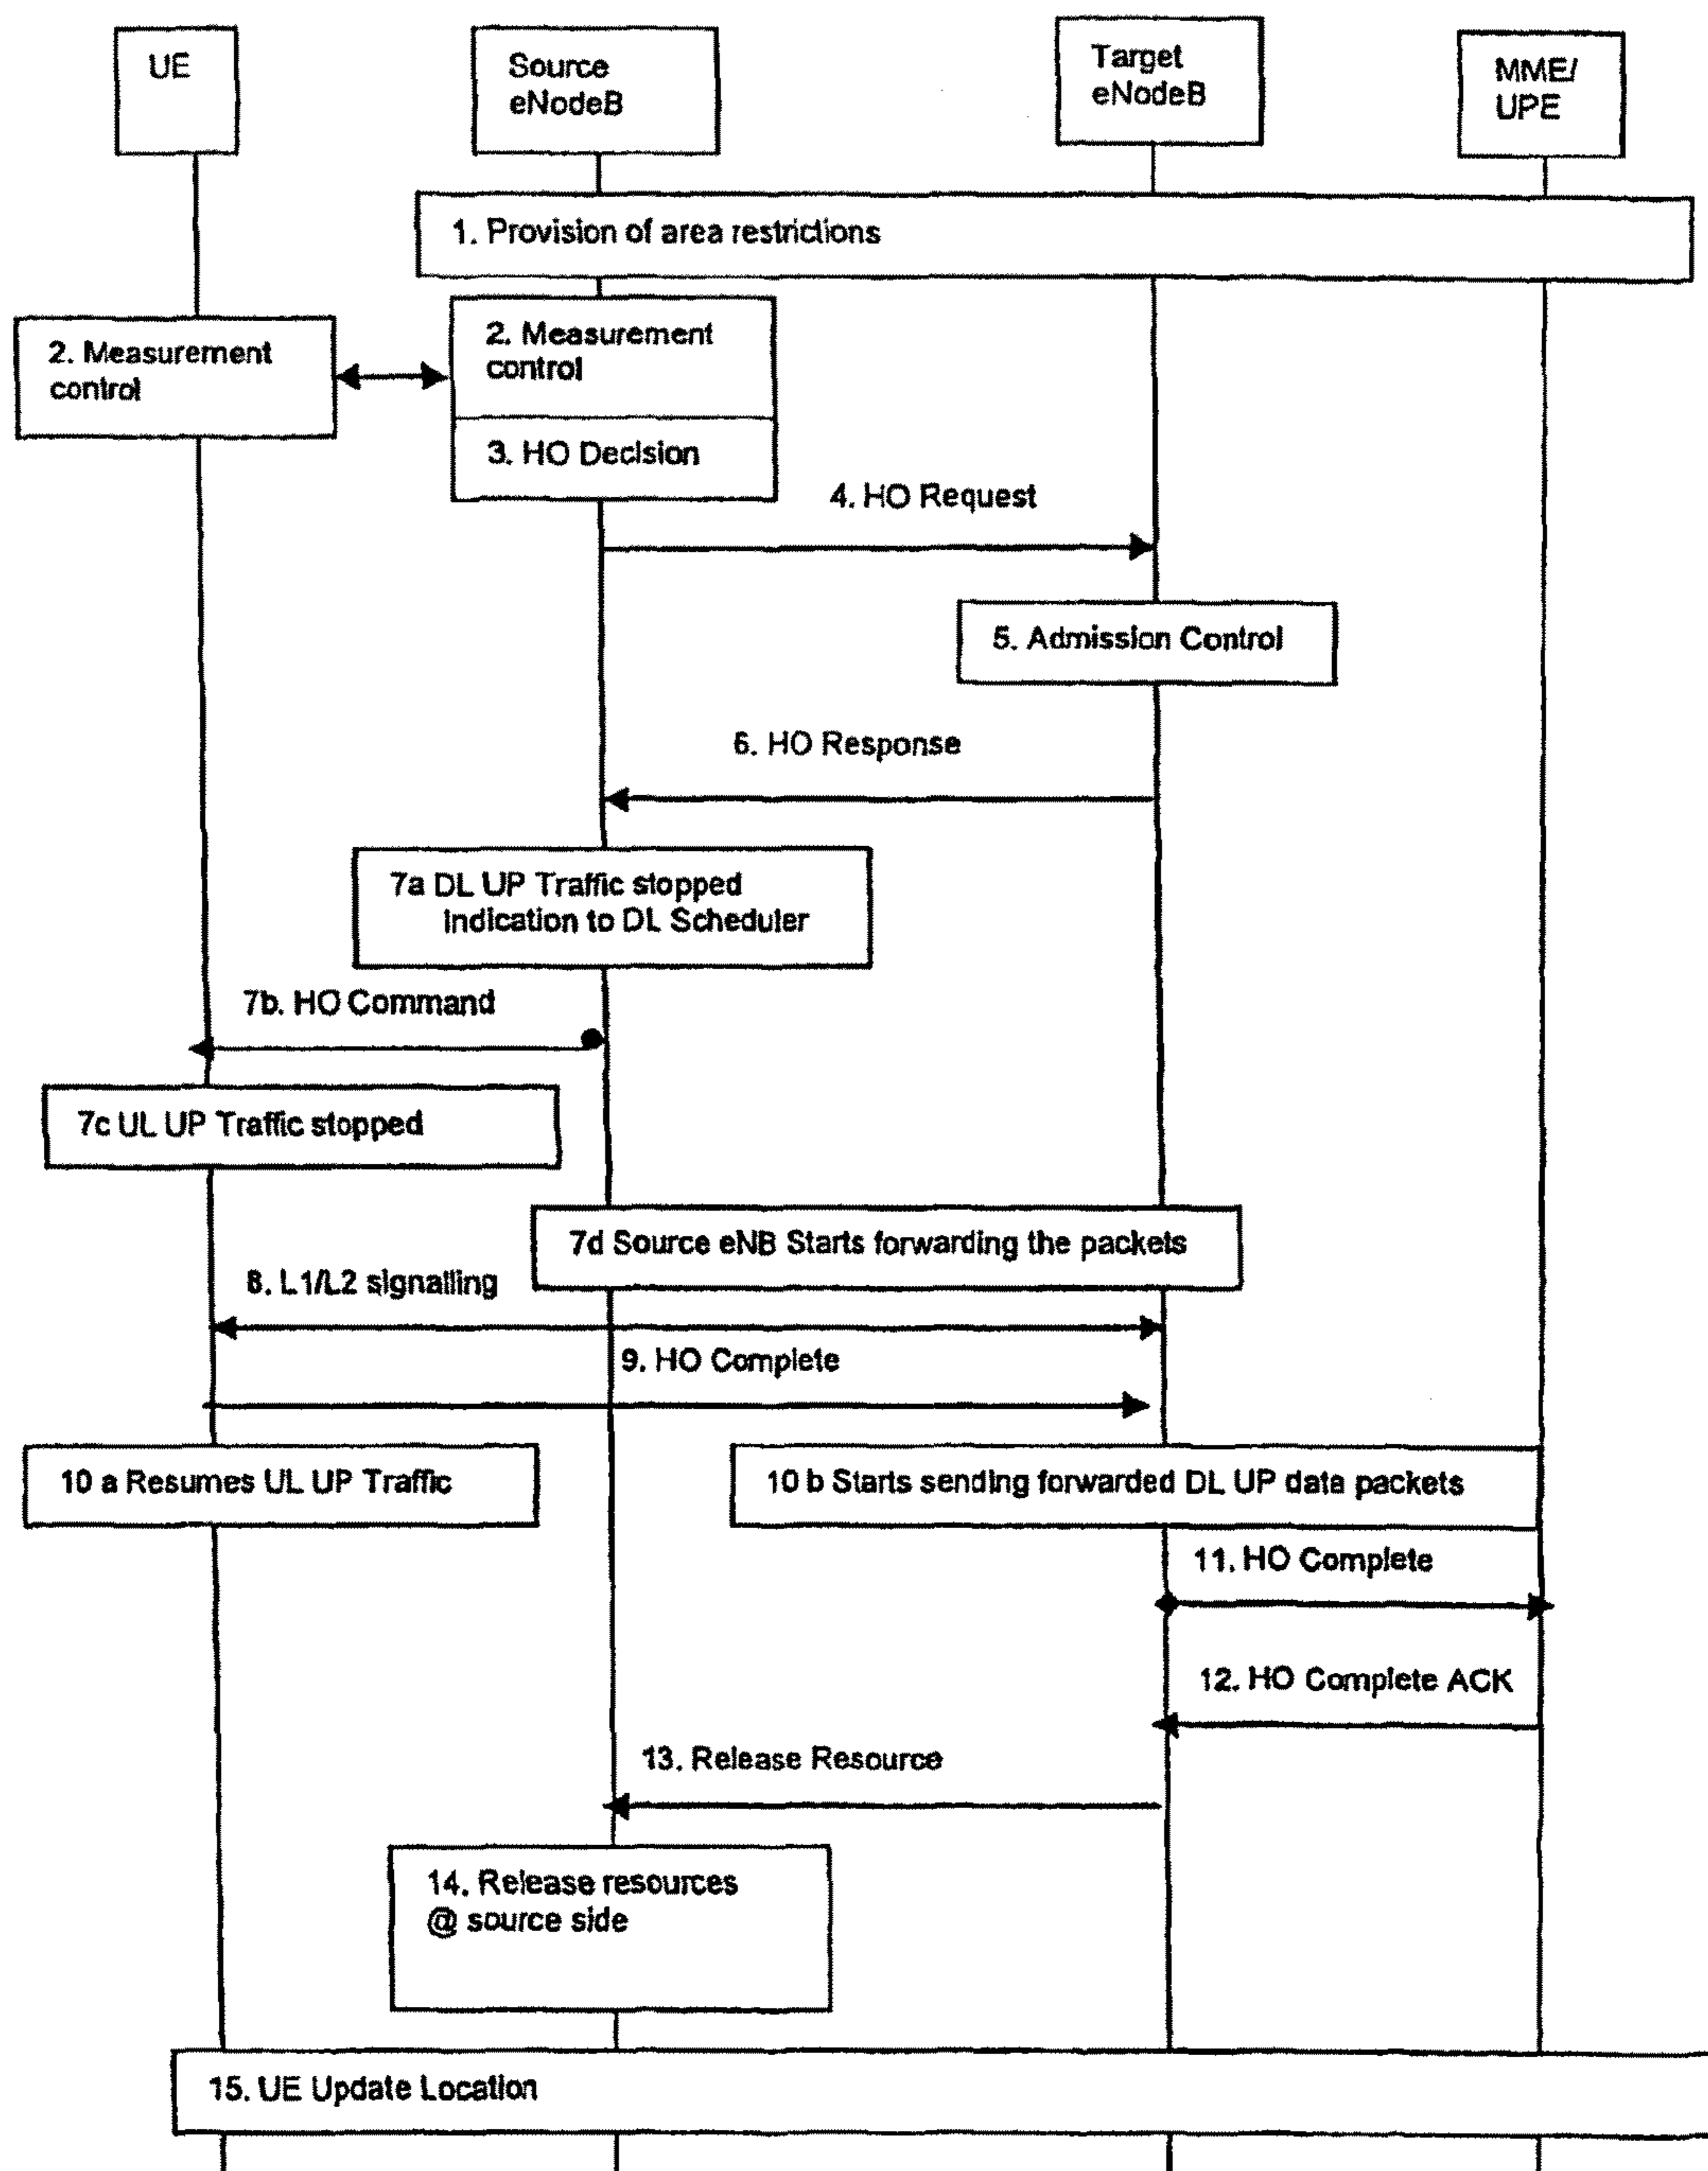 UE
Source
eNodeB
Target
eNodeB
MME/
UPE
1. Provision of area restrictions
2. Measurement
control
2. Measurement
control
3. HO Decision
4. HO Request
5. Admission Control
6. HO Response
7a DL UP Traffic stopped
Indication to DL Scheduler
7b. HO Command
7c UL UP Traffic stopped
7d Source eNB Starts forwarding the packets
8. L1/L2 signalling
9. HO Complete
10 a Resumes UL UP Traffic
10 b Starts sending forwarded DL UP data packets
11. HO Complete
12. HO Complete ACK
13. Release Resource
14. Release resources
@ source side
15. UE Update Location